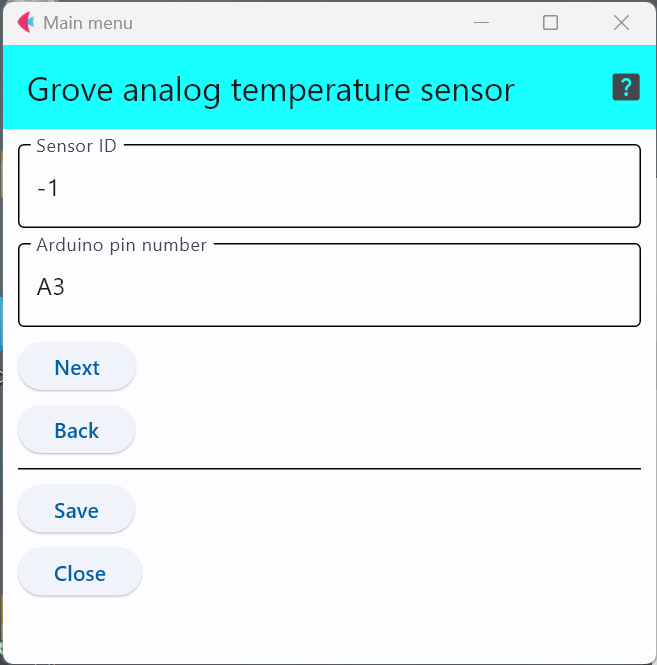 Main menu
Grove analog temperature sensor
?
Sensor ID
-1
Arduino pin number
A3
Next
Back
Save
Close